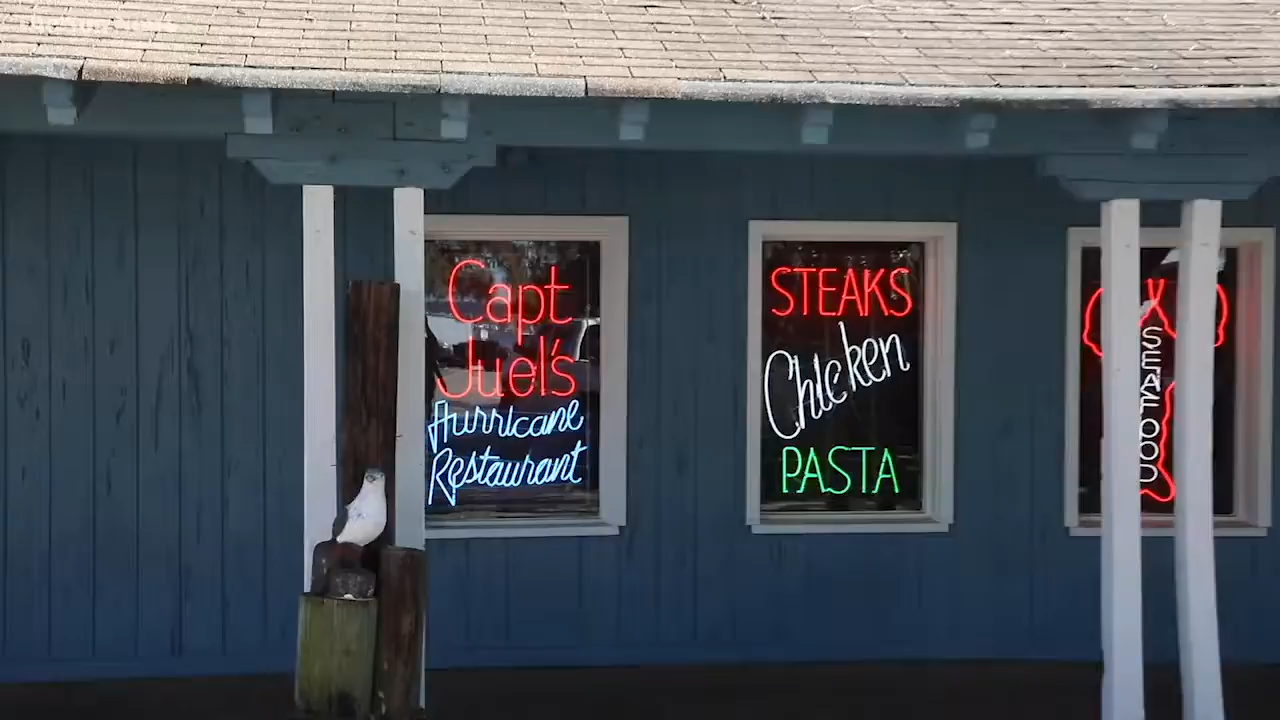 Capt
Juel's
Hurricane
Restaurant
STEAKS
Chicken
PASTA
SEAFOOD